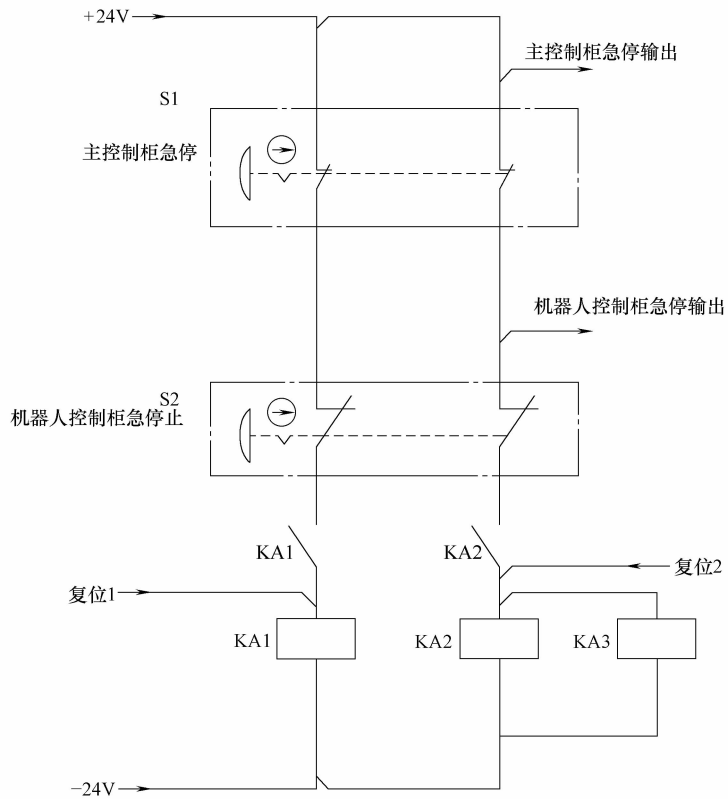 +24V
主控制柜急停输出
S1
主控制柜急停
机器人控制柜急停输出
S2
机器人控制柜急停止
KA1
KA2
复位2
复位1
KA1
KA2
KA3
−24V